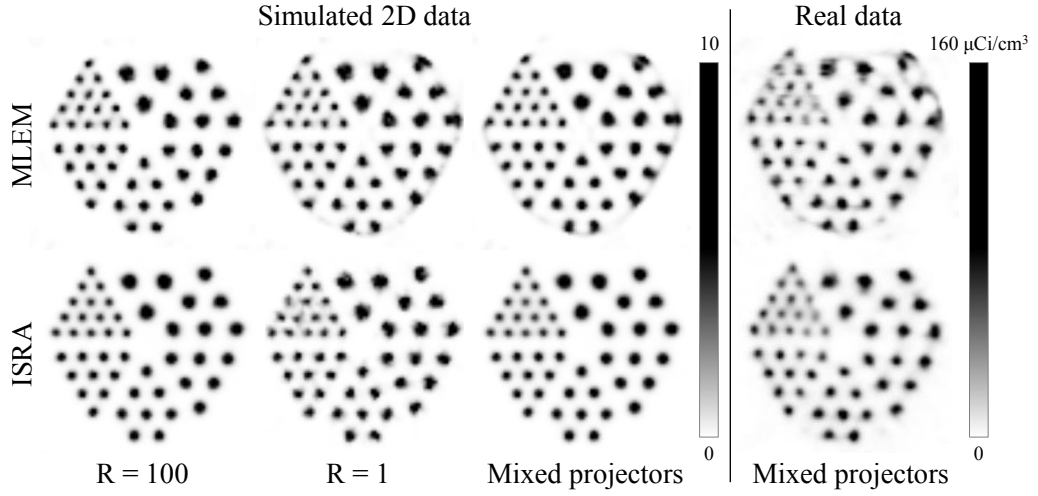 Simulated 2D data
Real data
10
160 μCi/cm³
MLEM
ISRA
0
0
R = 100
R = 1
Mixed projectors
Mixed projectors